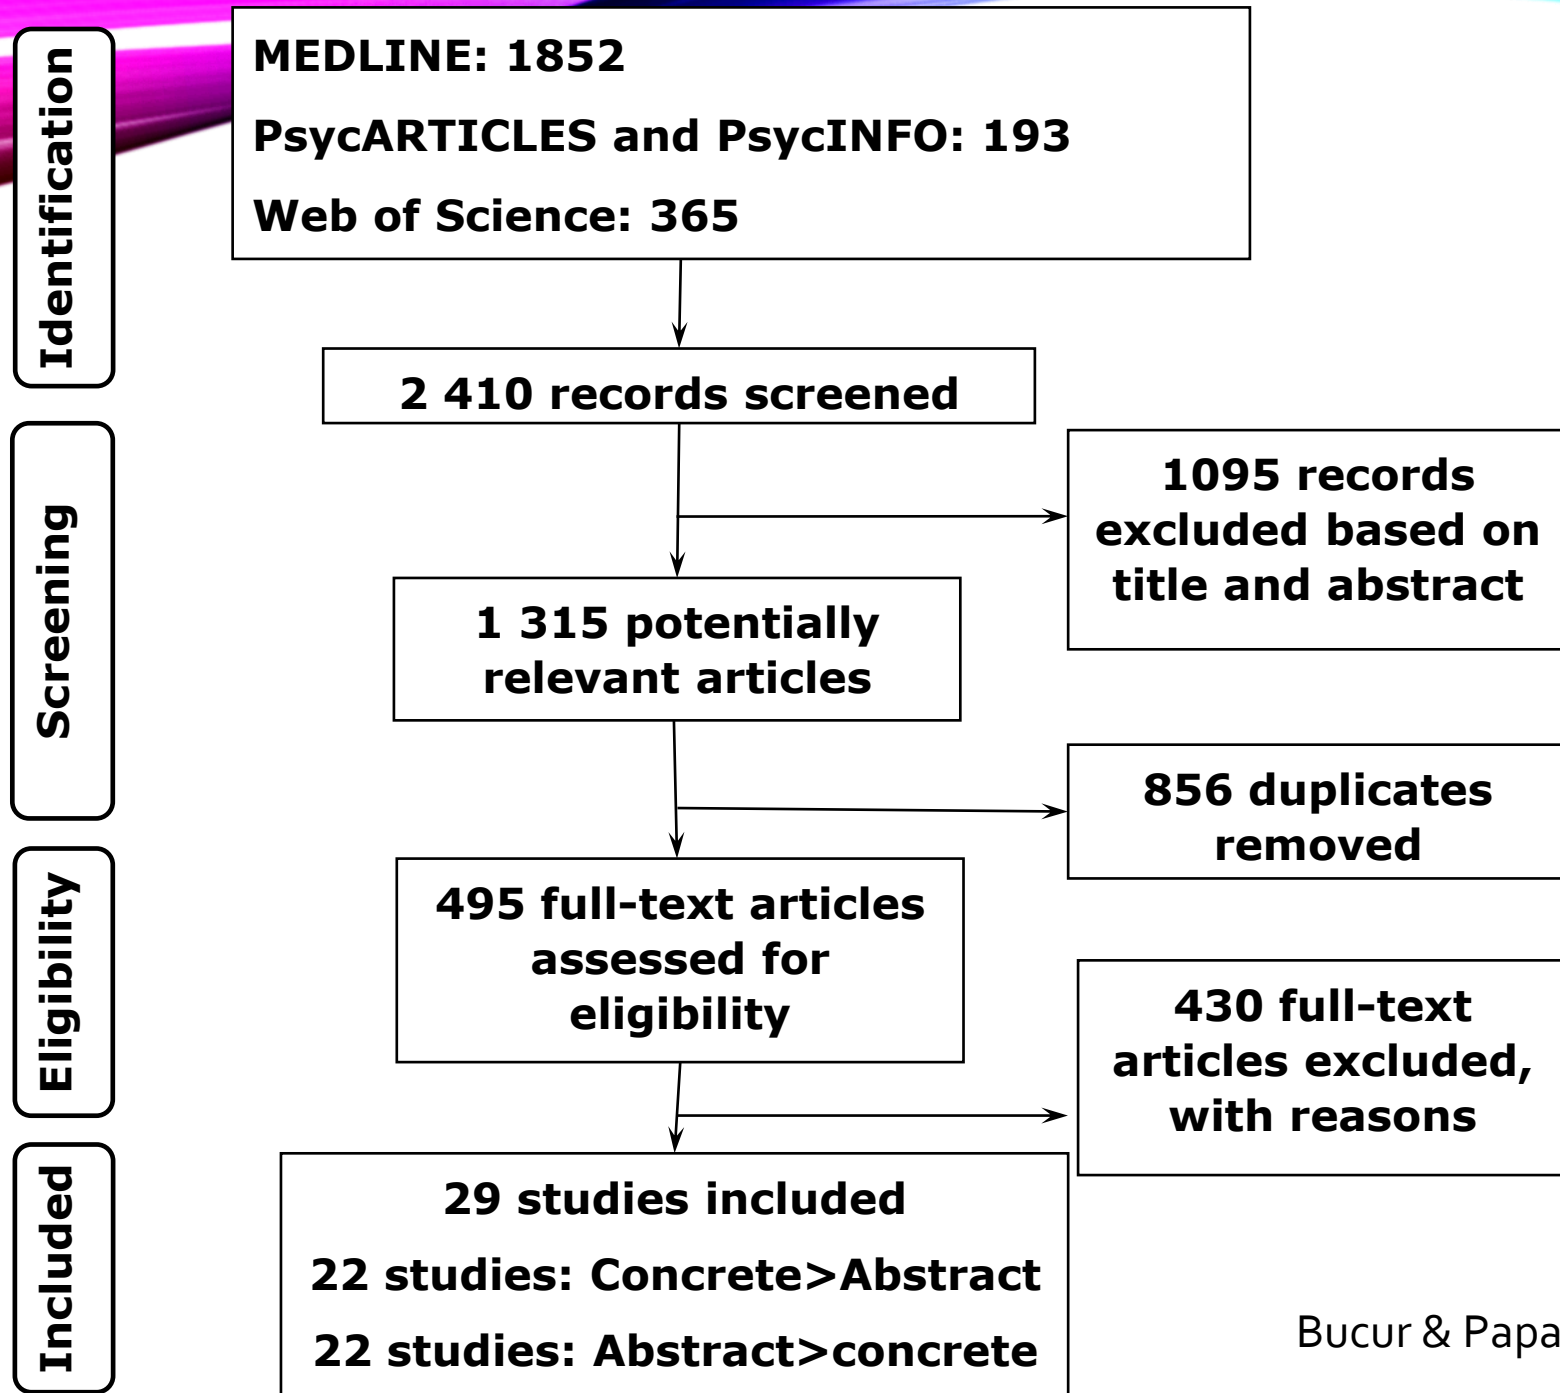 Identification
MEDLINE: 1852
PsycARTICLES and PsycINFO: 193
Web of Science: 365
2 410 records screened
Screening
1095 records
excluded based on
title and abstract
1 315 potentially
relevant articles
856 duplicates
removed
Eligibility
495 full-text articles
assessed for
eligibility
430 full-text
articles excluded,
with reasons
Included
29 studies included
22 studies: Concrete>Abstract
22 studies: Abstract>concrete
Bucur & Papa